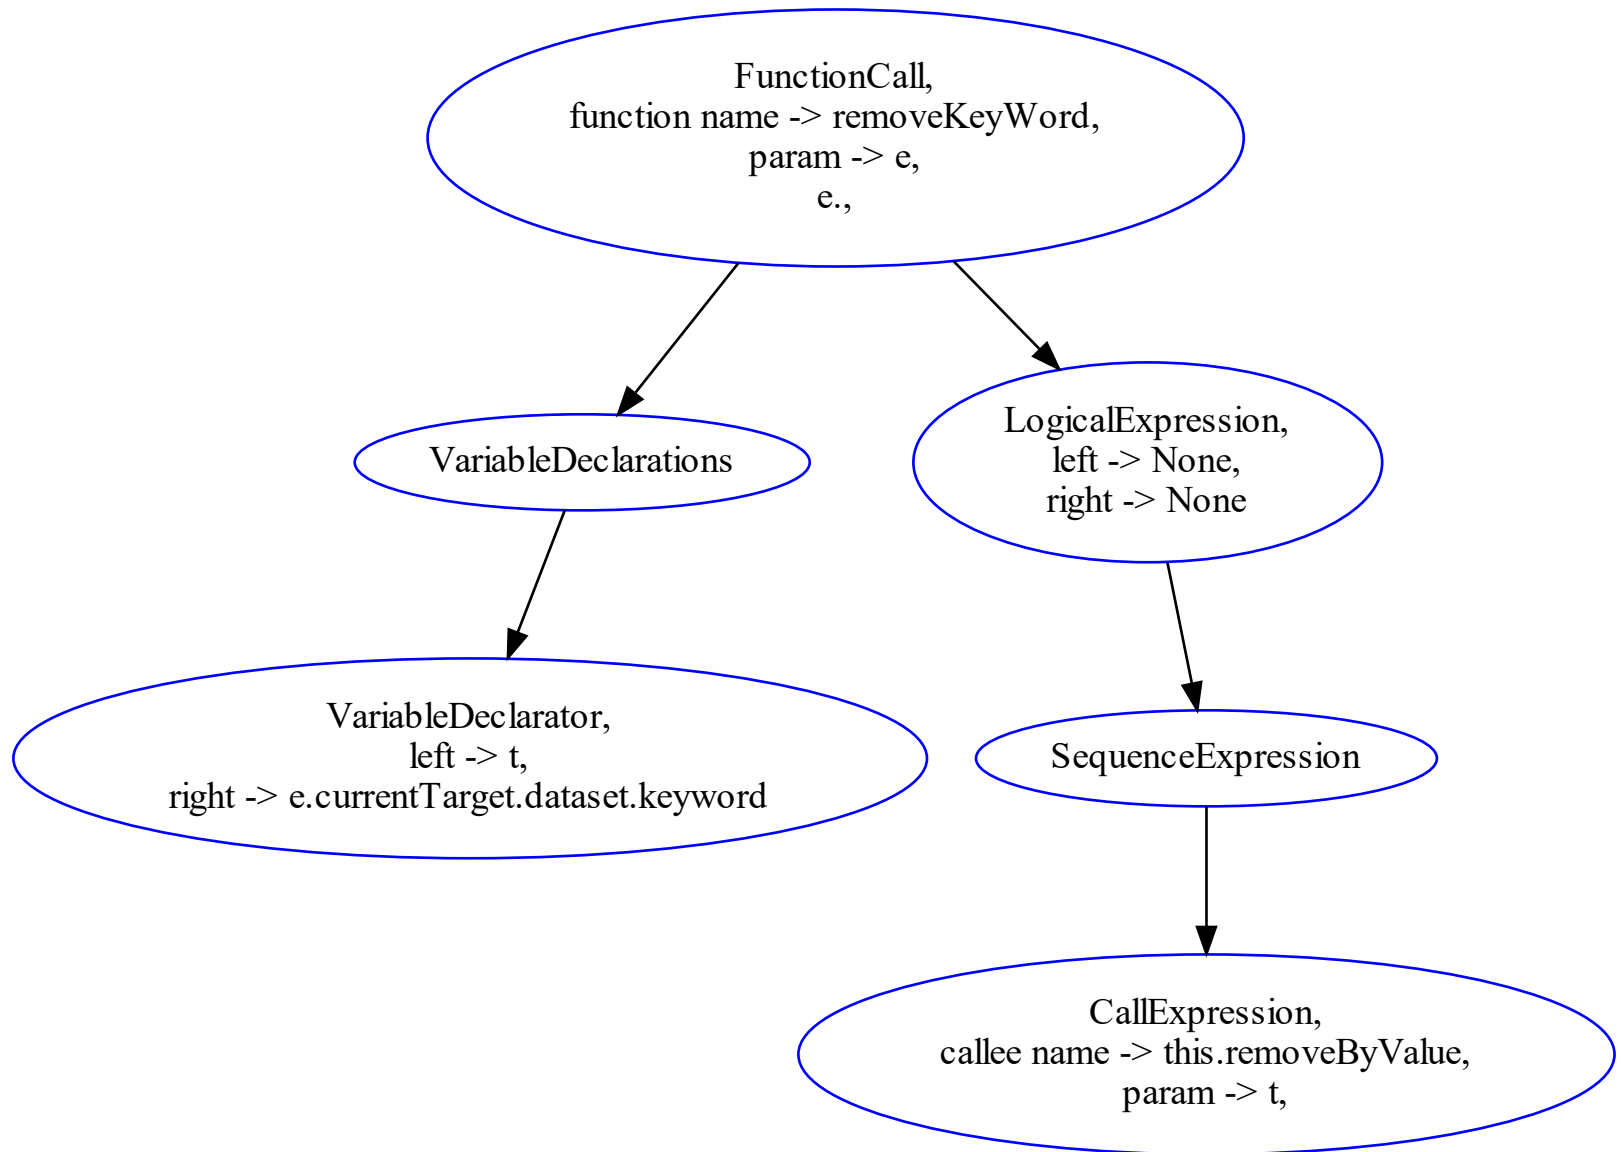 FunctionCall,
function name -> removeKeyWord,
param -> e,
e.,
VariableDeclarations
LogicalExpression,
left -> None,
right -> None
VariableDeclarator,
left -> t,
right -> e.currentTarget.dataset.keyword
SequenceExpression
CallExpression,
callee name -> this.removeByValue,
param -> t,